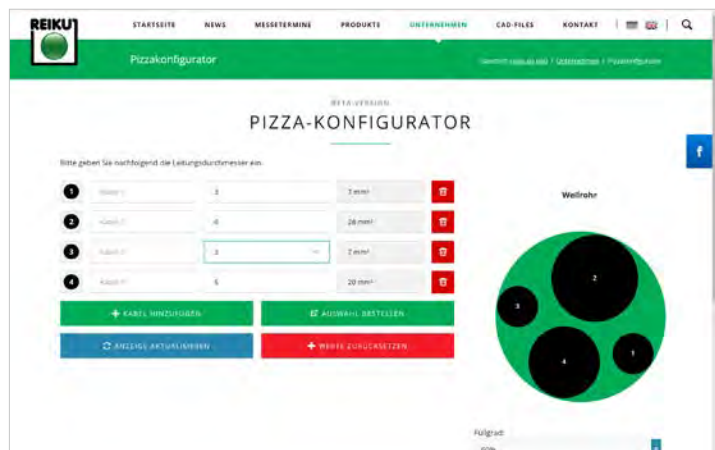 REIKU
STARTSEITE NEWS MESSETERMINE PRODUKTE UNTERNEHMEN CAD-FILES KONTAKT
Pizzakonfigurator
BETA-VERSION
PIZZA-KONFIGURATOR
f
Bitte geben Sie nachfolgend die Leitungsdurchmesser ein.
1 3 7 mm²
2 6 28 mm²
3 3 7 mm²
4 5 20 mm²
KABEL HINZUFÜGEN AUSWAHL BESTELLEN
ANZEIGE AKTUALISIEREN WERTE ZURÜCKSETZEN
Wellrohr
2
3
1
4
Füllgrad: